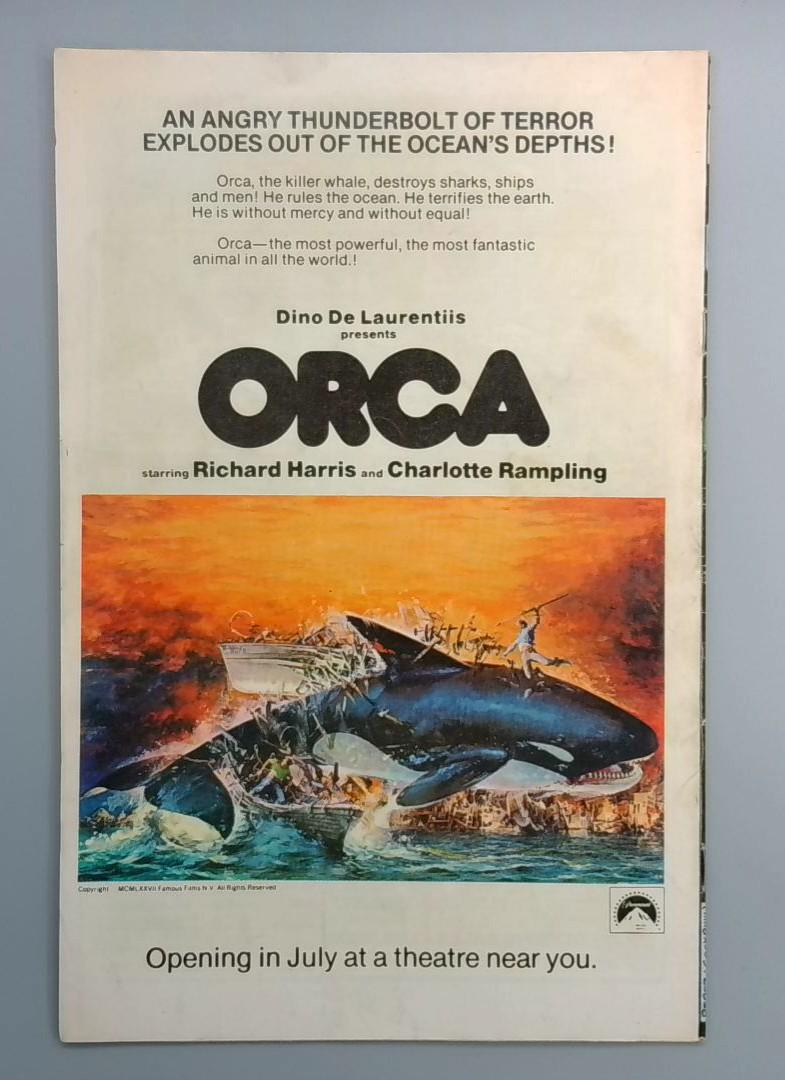 AN ANGRY THUNDERBOLT OF TERROR
EXPLODES OUT OF THE OCEAN'S DEPTHS!
Orca, the killer whale, destroys sharks, ships
and men! He rules the ocean. He terrifies the earth.
He is without mercy and without equal!
Orca—the most powerful, the most fantastic
animal in all the world.!
Dino De Laurentiis
presents
ORCA
starring Richard Harris and Charlotte Rampling
Copyright MCMLXXVII Famous Films N.V. All Rights Reserved
Paramount
Opening in July at a theatre near you.